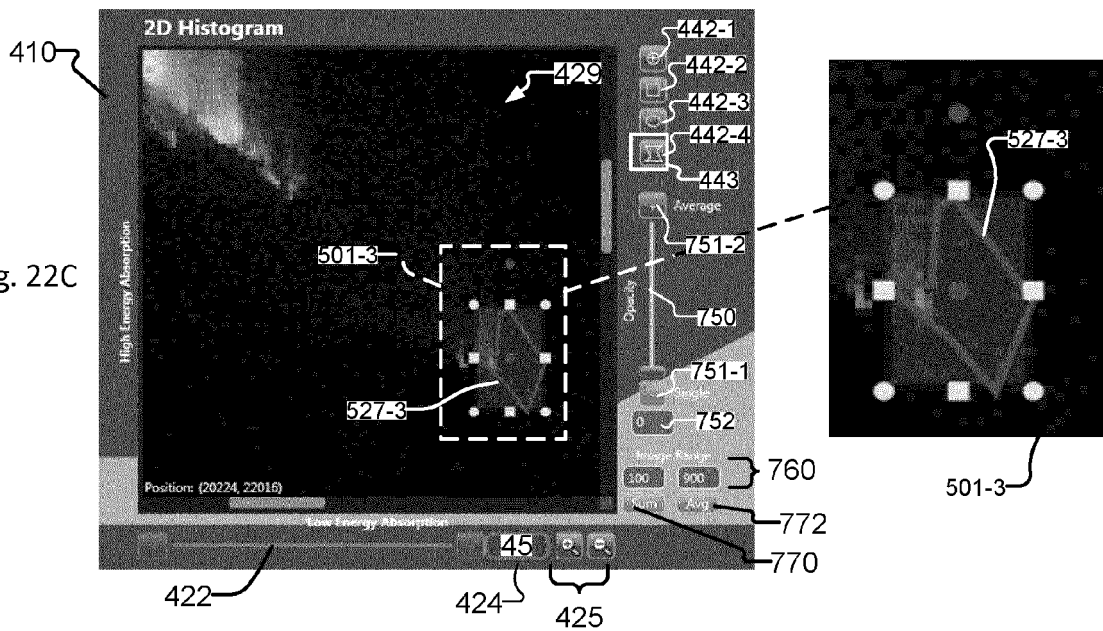 2D Histogram
442-1
410
442-2
429
442-3
442-4
527-3
443
Average
751-2
501-3
g. 22C
High Energy Absorption
Opacity
750
751-1
527-3
0
752
Image Range
760
100
900
501-3
Position: (20224, 22016)
Avg
772
Low Energy Absorption
770
45
422
424
425